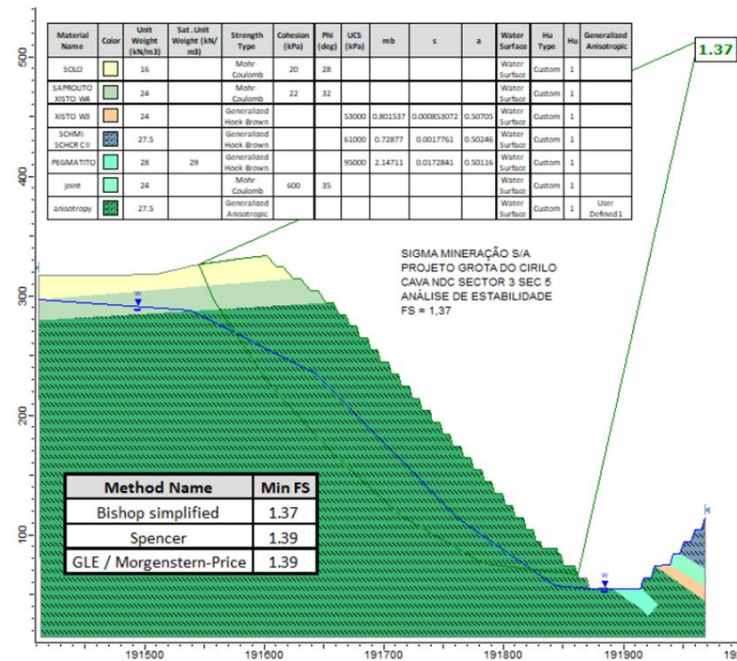 Material Name Color Unit Weight (kN/m3) Sat. Unit Weight (kN/m3) Strength Type Cohesion (kPa) Phi (deg) UCS (kPa) mb s a Water Surface Hu Type Hu Generalized Anisotropic
SOLO 16 Mohr Coulomb 20 28 Water Surface Custom 1
SAPROLITO XISTO W4 24 Mohr Coulomb 22 32 Water Surface Custom 1
XISTO W3 24 Generalized Hoek Brown 53000 0.801537 0.000853072 0.50705 Water Surface Custom 1
SCHMI-SCHCR CII 27.5 Generalized Hoek Brown 61000 0.72877 0.0017761 0.50246 Water Surface Custom 1
PEGMATITO 28 29 Generalized Hoek Brown 95000 2.14711 0.0172841 0.50116 Water Surface Custom 1
joint 24 Mohr Coulomb 600 35 Water Surface Custom 1
anisotropy 27.5 Generalized Anisotropic Water Surface Custom 1 User Defined 1
1.37
SIGMA MINERAÇÃO S/A
PROJETO GROTA DO CIRILO
CAVA NDC SECTOR 3 SEC 5
ANÁLISE DE ESTABILIDADE
FS = 1,37
W
W
Method Name Min FS
Bishop simplified 1.37
Spencer 1.39
GLE / Morgenstern-Price 1.39
500
400
300
200
100
191500 191600 191700 191800 191900